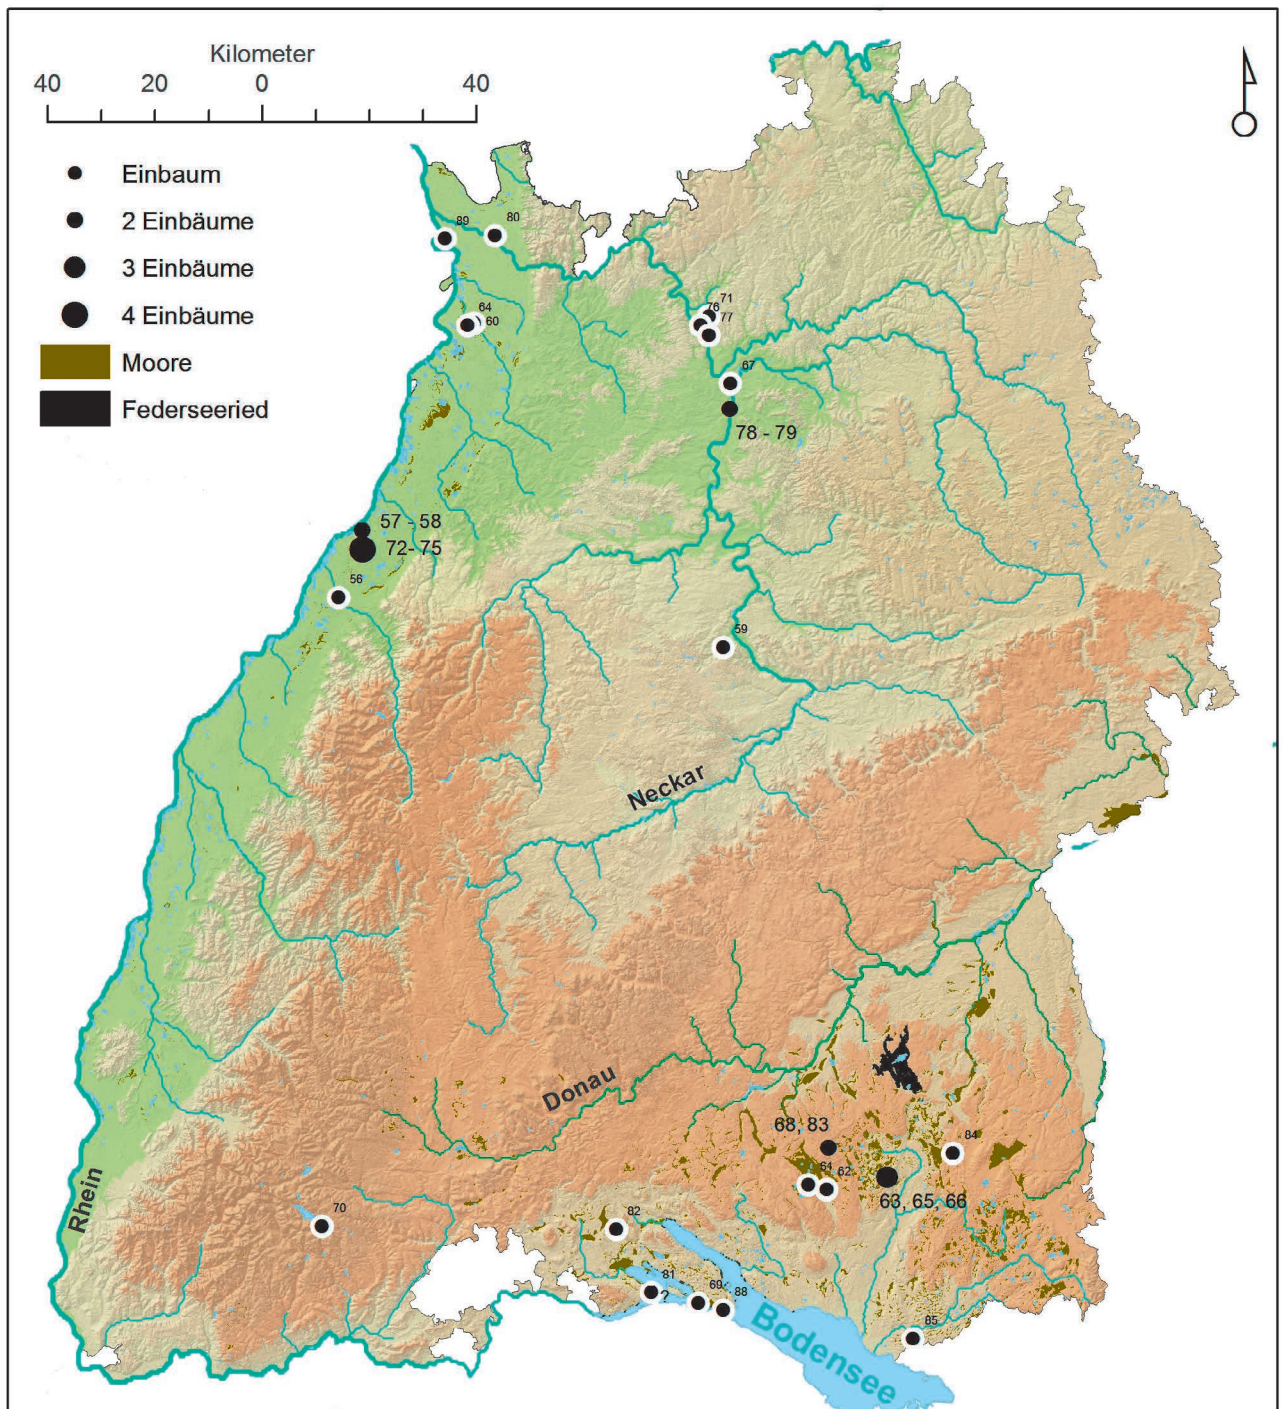 Kilometer
40 20 0 40
Einbaum
2 Einbäume
3 Einbäume
4 Einbäume
Moore
Federseeried
89
80
64
60
71
76
77
67
78 - 79
57 - 58
72- 75
56
59
Neckar
Donau
Rhein
68, 83
84
61
62
63, 65, 66
70
82
81
?
69
88
85
Bodensee